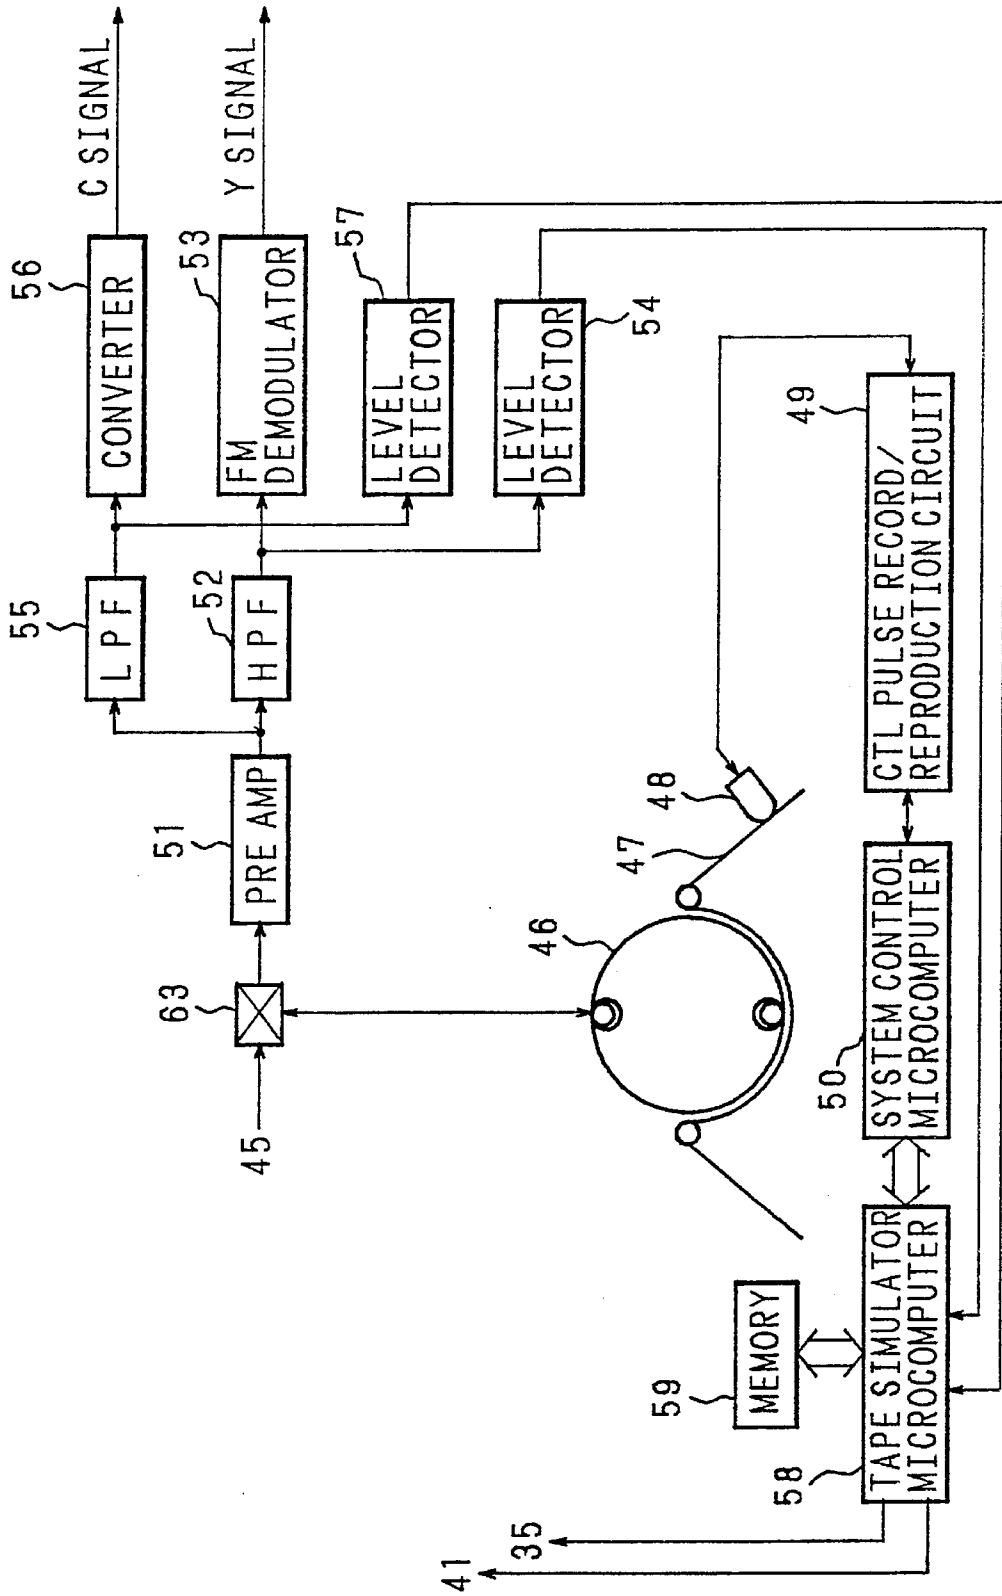 C SIGNAL
Y SIGNAL
56
CONVERTER
53
FM
DEMODULATOR
57
LEVEL
DETECTOR
54
LEVEL
DETECTOR
55
LPF
52
HPF
51
PRE AMP
63
45
46
47
48
49
CTL PULSE RECORD/
REPRODUCTION CIRCUIT
50
SYSTEM CONTROL
MICROCOMPUTER
59
MEMORY
58
TAPE SIMULATOR
MICROCOMPUTER
35
41